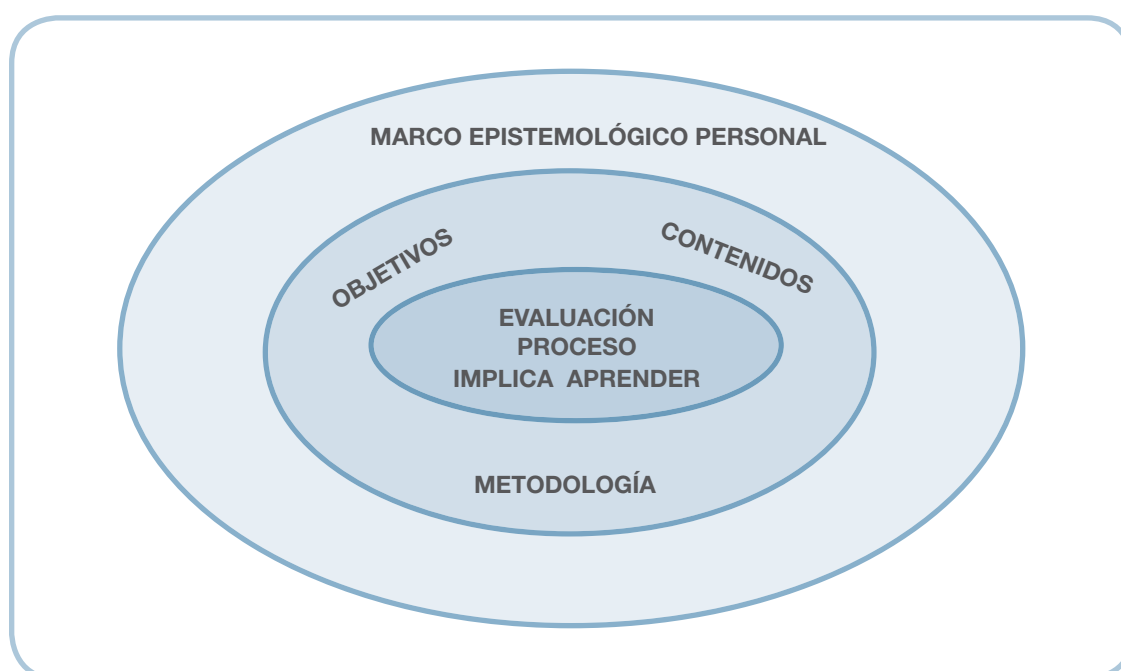 MARCO EPISTEMOLÓGICO PERSONAL
OBJETIVOS
CONTENIDOS
EVALUACIÓN
PROCESO
IMPLICA APRENDER
METODOLOGÍA